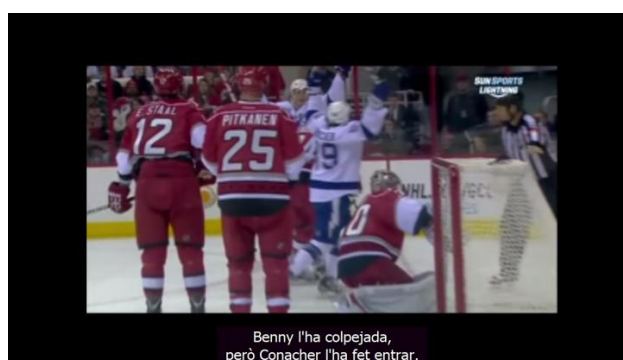 SUN SPORTS
LIGHTNING
E. STAAL
PITKANEN
12
25
Benny l'ha colpejada,
però Conacher l'ha fet entrar.